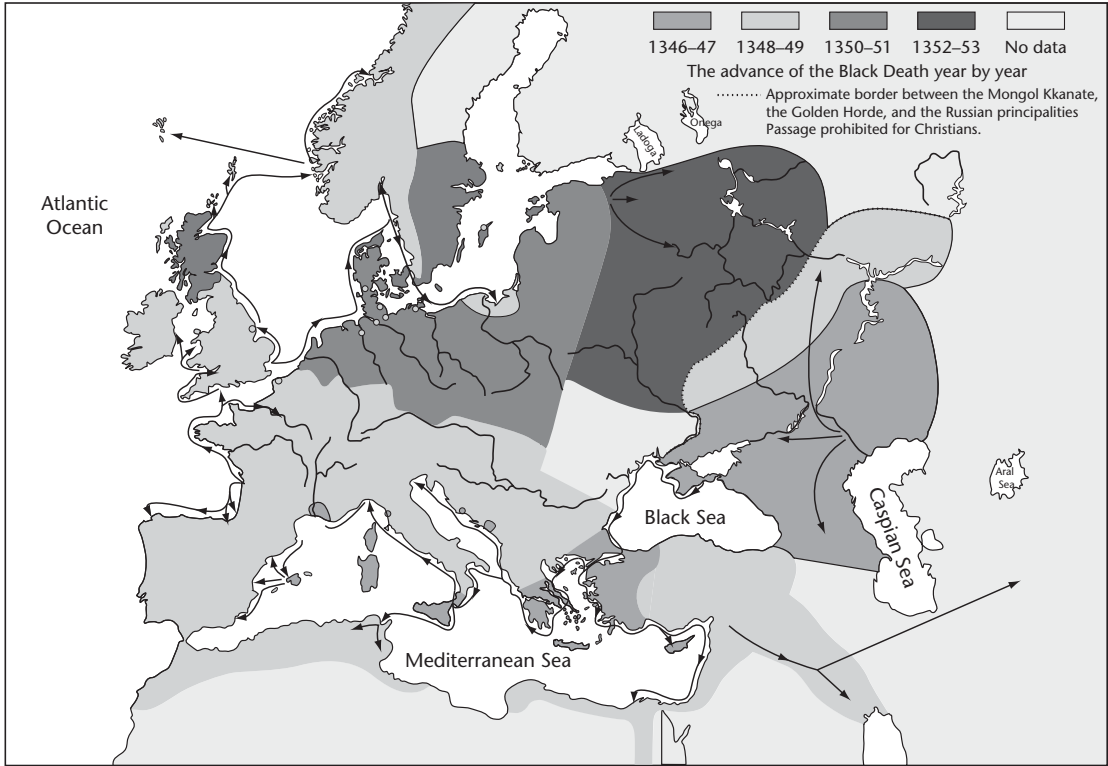 1346–47 1348–49 1350–51 1352–53 No data
The advance of the Black Death year by year
Approximate border between the Mongol Kkanate,
the Golden Horde, and the Russian principalities
Passage prohibited for Christians.
Onega
Ladoga
Atlantic
Ocean
Aral
Sea
Black Sea
Caspian Sea
Mediterranean Sea